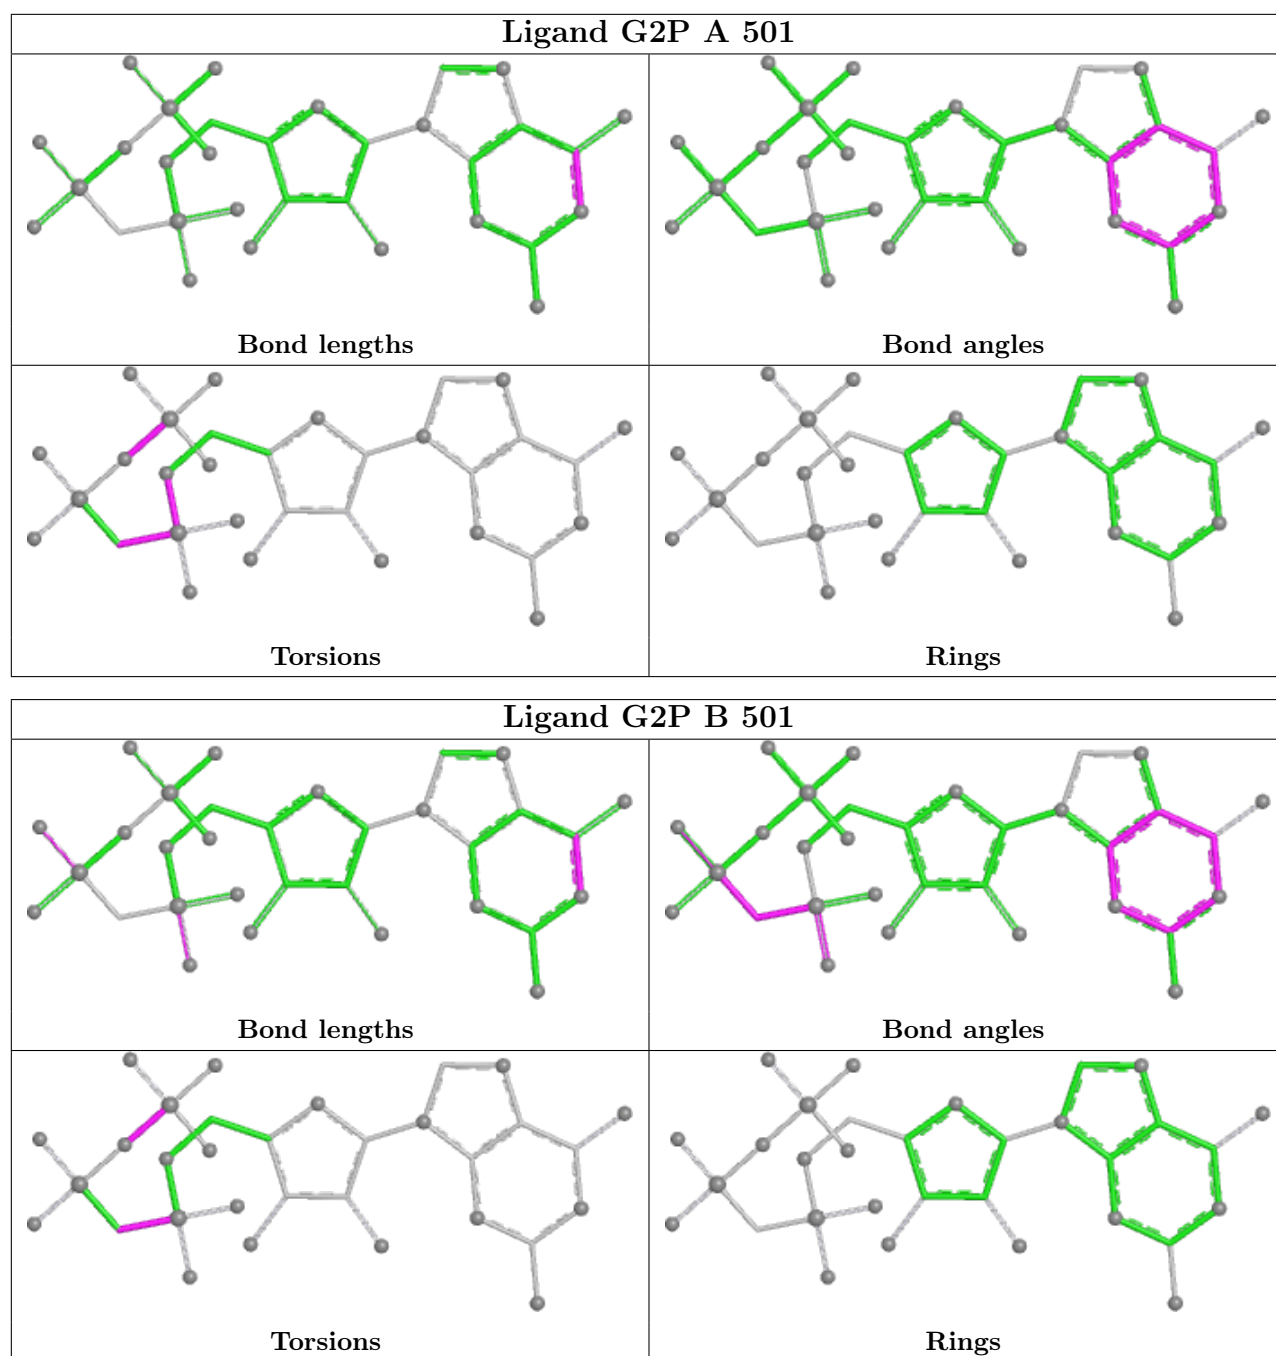 Ligand G2P A 501
Bond lengths
Bond angles
Torsions
Rings
Ligand G2P B 501
Bond lengths
Bond angles
Torsions
Rings